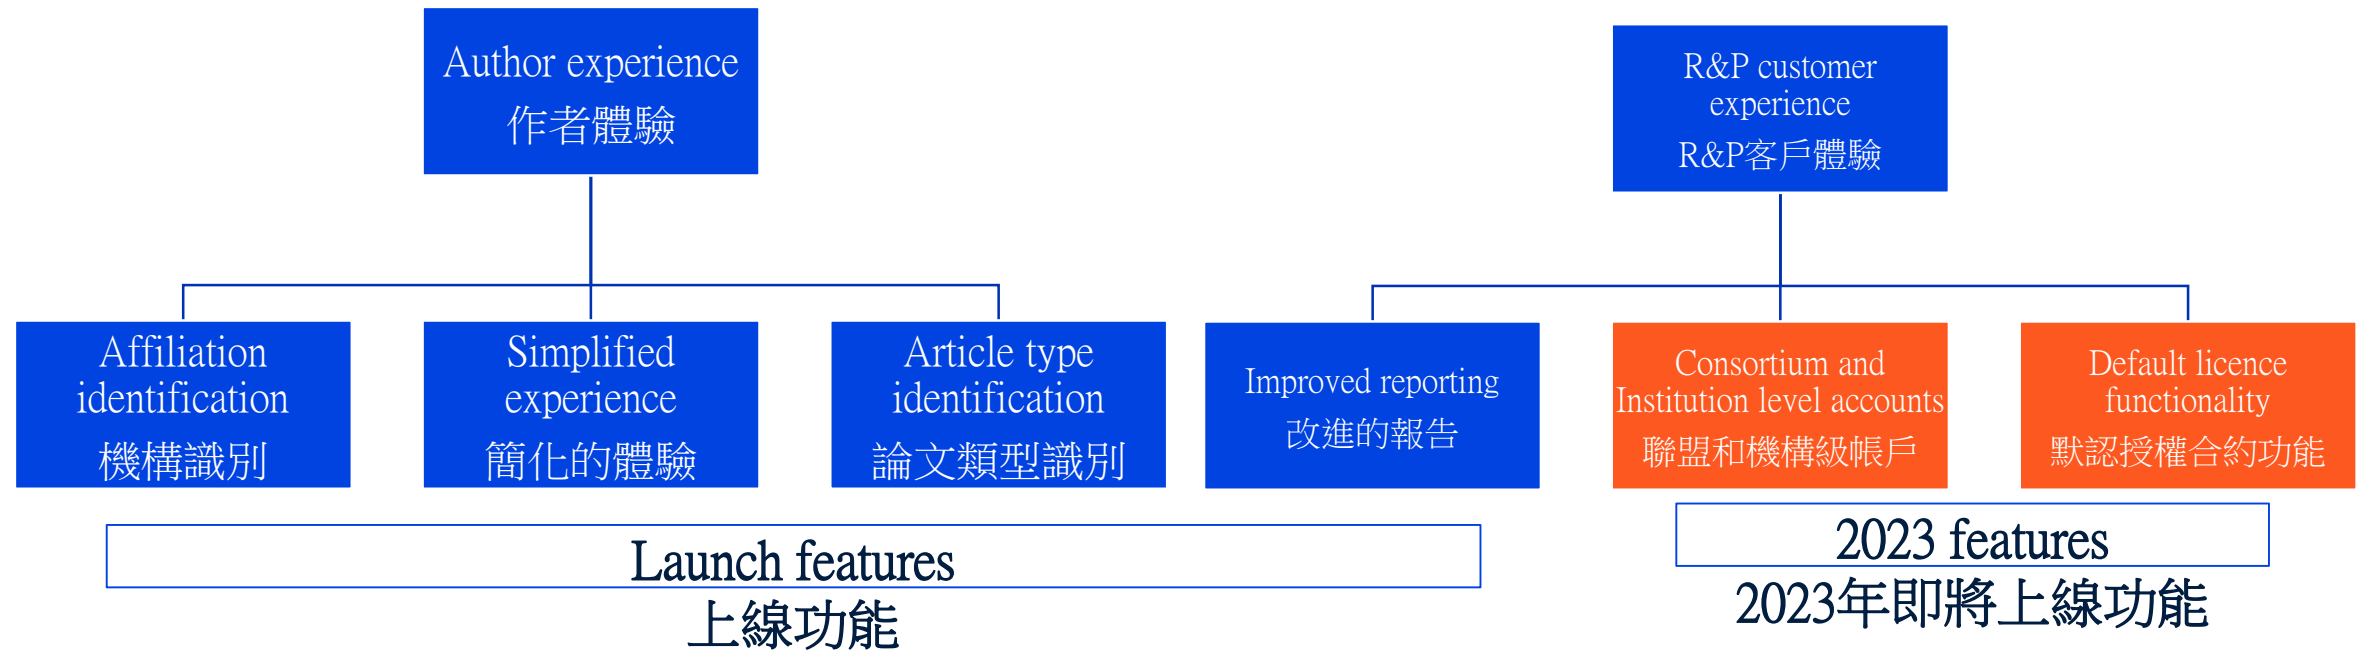 Author experience
作者體驗
R&P customer
experience
R&P客戶體驗
Affiliation
identification
機構識別
Simplified
experience
簡化的體驗
Article type
identification
論文類型識別
Improved reporting
改進的報告
Consortium and
Institution level accounts
聯盟和機構級帳戶
Default licence
functionality
默認授權合約功能
Launch features
上線功能
2023 features
2023年即將上線功能